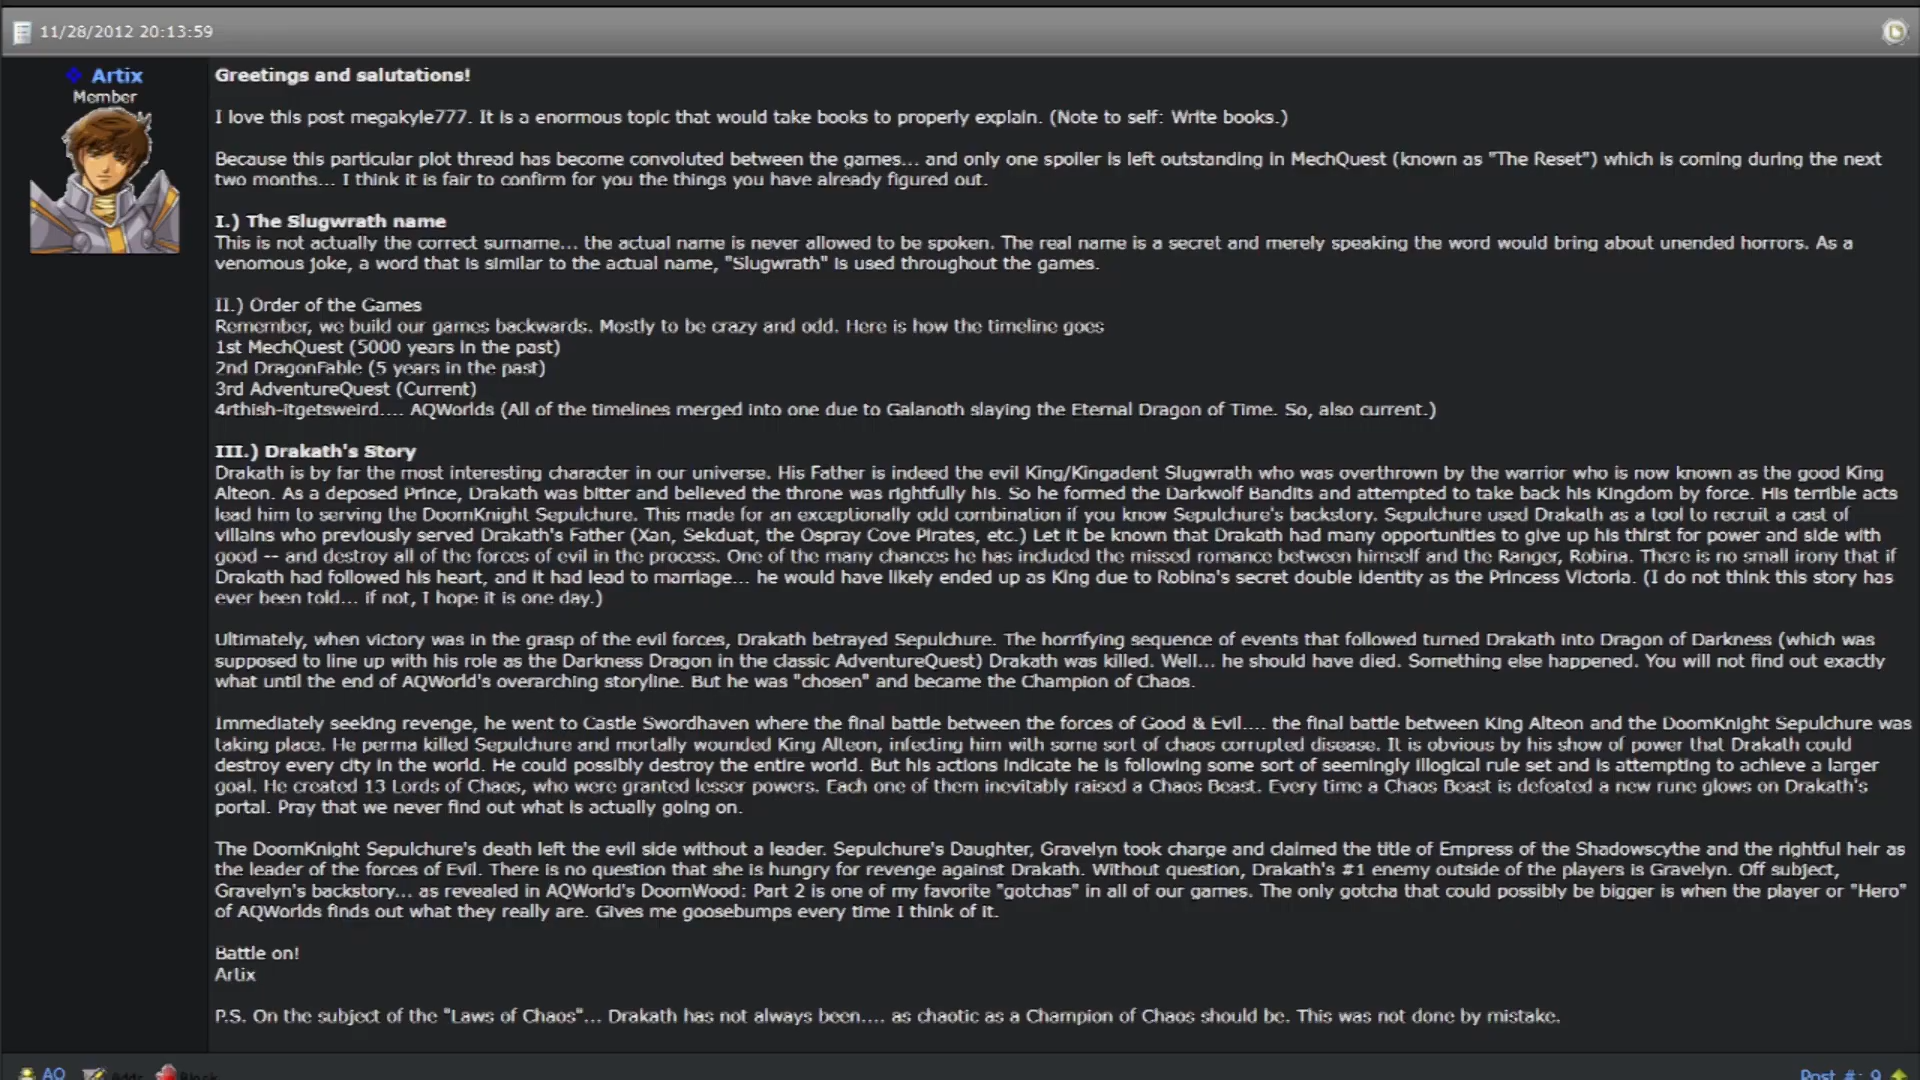 11/28/2012 20:13:59
Artix
Member
Greetings and salutations!
I love this post megakyle777. It is a enormous topic that would take books to properly explain. (Note to self: Write books.)
Because this particular plot thread has become convoluted between the games... and only one spoiler is left outstanding in MechQuest (known as "The Reset") which is coming during the next
two months... I think it is fair to confirm for you the things you have already figured out.
I.) The Slugwrath name
This is not actually the correct surname... the actual name is never allowed to be spoken. The real name is a secret and merely speaking the word would bring about unended horrors. As a
venomous joke, a word that is similar to the actual name, "Slugwrath" is used throughout the games.
II.) Order of the Games
Remember, we build our games backwards. Mostly to be crazy and odd. Here is how the timeline goes
1st MechQuest (5000 years in the past)
2nd DragonFable (5 years in the past)
3rd AdventureQuest (Current)
4rthish-itgetsweird.... AQWorlds (All of the timelines merged into one due to Galanoth slaying the Eternal Dragon of Time. So, also current.)
III.) Drakath's Story
Drakath is by far the most interesting character in our universe. His Father is indeed the evil King/Kingadent Slugwrath who was overthrown by the warrior who is now known as the good King
Alteon. As a deposed Prince, Drakath was bitter and believed the throne was rightfully his. So he formed the Darkwolf Bandits and attempted to take back his Kingdom by force. His terrible acts
lead him to serving the DoomKnight Sepulchure. This made for an exceptionally odd combination if you know Sepulchure's backstory. Sepulchure used Drakath as a tool to recruit a cast of
villains who previously served Drakath's Father (Xan, Sekduat, the Ospray Cove Pirates, etc.) Let it be known that Drakath had many opportunities to give up his thirst for power and side with
good -- and destroy all of the forces of evil in the process. One of the many chances he has included the missed romance between himself and the Ranger, Robina. There is no small irony that if
Drakath had followed his heart, and it had lead to marriage... he would have likely ended up as King due to Robina's secret double identity as the Princess Victoria. (I do not think this story has
ever been told... if not, I hope it is one day.)
Ultimately, when victory was in the grasp of the evil forces, Drakath betrayed Sepulchure. The horrifying sequence of events that followed turned Drakath into Dragon of Darkness (which was
supposed to line up with his role as the Darkness Dragon in the classic AdventureQuest) Drakath was killed. Well... he should have died. Something else happened. You will not find out exactly
what until the end of AQWorld's overarching storyline. But he was "chosen" and became the Champion of Chaos.
Immediately seeking revenge, he went to Castle Swordhaven where the final battle between the forces of Good & Evil.... the final battle between King Alteon and the DoomKnight Sepulchure was
taking place. He perma killed Sepulchure and mortally wounded King Alteon, infecting him with some sort of chaos corrupted disease. It is obvious by his show of power that Drakath could
destroy every city in the world. He could possibly destroy the entire world. But his actions indicate he is following some sort of seemingly illogical rule set and is attempting to achieve a larger
goal. He created 13 Lords of Chaos, who were granted lesser powers. Each one of them inevitably raised a Chaos Beast. Every time a Chaos Beast is defeated a new rune glows on Drakath's
portal. Pray that we never find out what is actually going on.
The DoomKnight Sepulchure's death left the evil side without a leader. Sepulchure's Daughter, Gravelyn took charge and claimed the title of Empress of the Shadowscythe and the rightful heir as
the leader of the forces of Evil. There is no question that she is hungry for revenge against Drakath. Without question, Drakath's #1 enemy outside of the players is Gravelyn. Off subject,
Gravelyn's backstory... as revealed in AQWorld's DoomWood: Part 2 is one of my favorite "gotchas" in all of our games. The only gotcha that could possibly be bigger is when the player or "Hero"
of AQWorlds finds out what they really are. Gives me goosebumps every time I think of it.
Battle on!
Artix
P.S. On the subject of the "Laws of Chaos"... Drakath has not always been.... as chaotic as a Champion of Chaos should be. This was not done by mistake.
AQ Addr Block
Post #: 9